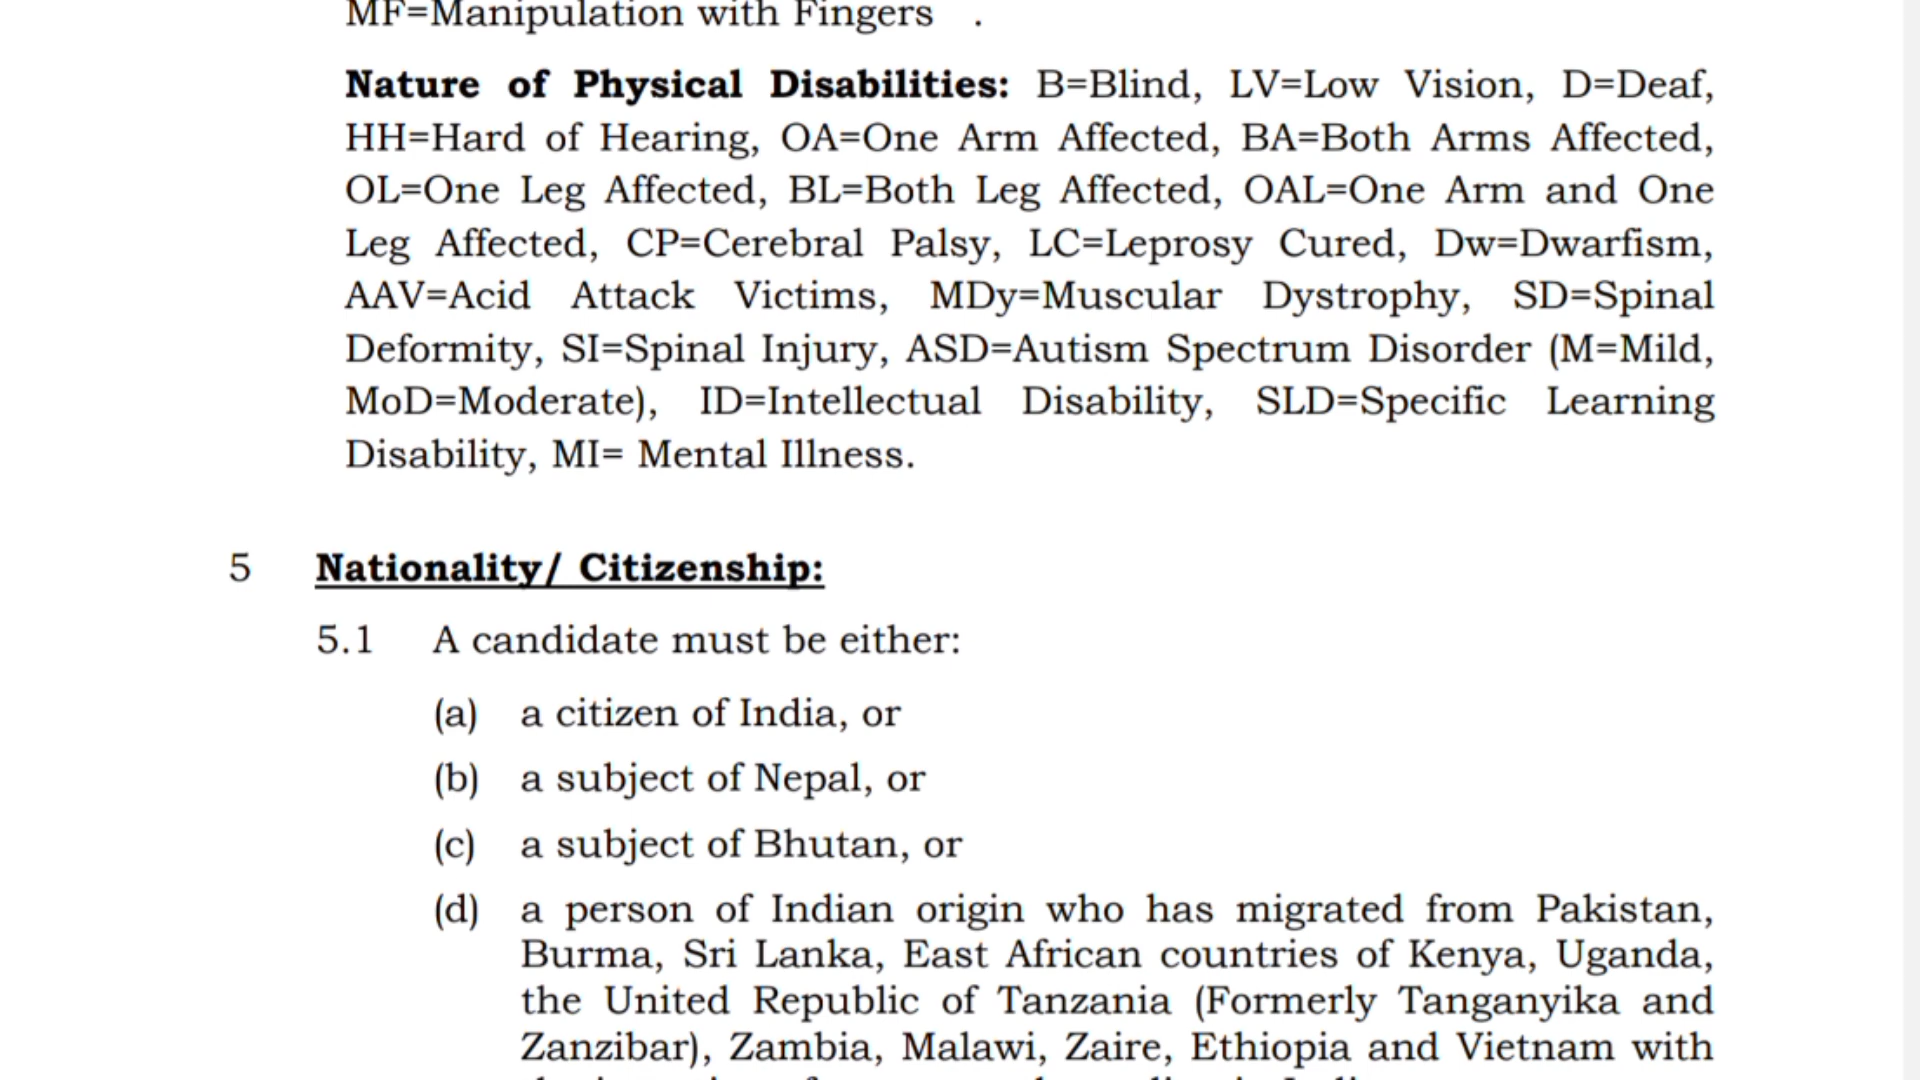 MF=Manipulation with Fingers .
Nature of Physical Disabilities: B=Blind, LV=Low Vision, D=Deaf,
HH=Hard of Hearing, OA=One Arm Affected, BA=Both Arms Affected,
OL=One Leg Affected, BL=Both Leg Affected, OAL=One Arm and One
Leg Affected, CP=Cerebral Palsy, LC=Leprosy Cured, Dw=Dwarfism,
AAV=Acid Attack Victims, MDy=Muscular Dystrophy, SD=Spinal
Deformity, SI=Spinal Injury, ASD=Autism Spectrum Disorder (M=Mild,
MoD=Moderate), ID=Intellectual Disability, SLD=Specific Learning
Disability, MI= Mental Illness.
5 Nationality/ Citizenship:
5.1 A candidate must be either:
(a) a citizen of India, or
(b) a subject of Nepal, or
(c) a subject of Bhutan, or
(d) a person of Indian origin who has migrated from Pakistan,
Burma, Sri Lanka, East African countries of Kenya, Uganda,
the United Republic of Tanzania (Formerly Tanganyika and
Zanzibar), Zambia, Malawi, Zaire, Ethiopia and Vietnam with